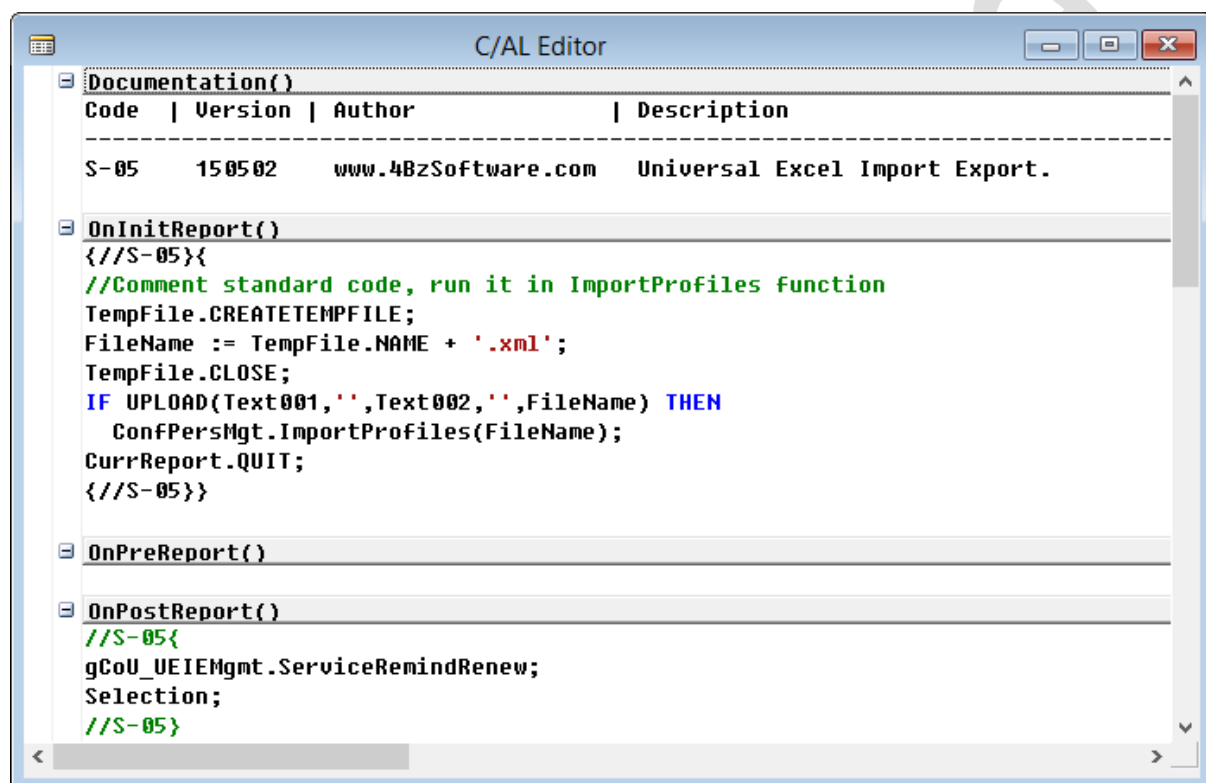 C/AL Editor
Documentation()
Code | Version | Author | Description
--------------------------------------------------------------------------------
S-05 150502 www.4BzSoftware.com Universal Excel Import Export.
OnInitReport()
{//S-05}{
//Comment standard code, run it in ImportProfiles function
TempFile.CREATETEMPFILE;
FileName := TempFile.NAME + '.xml';
TempFile.CLOSE;
IF UPLOAD(Text001,'',Text002,'',FileName) THEN
  ConfPersMgt.ImportProfiles(FileName);
CurrReport.QUIT;
{//S-05}}
OnPreReport()
OnPostReport()
//S-05{
gCoU_UEIEMgmt.ServiceRemindRenew;
Selection;
//S-05}